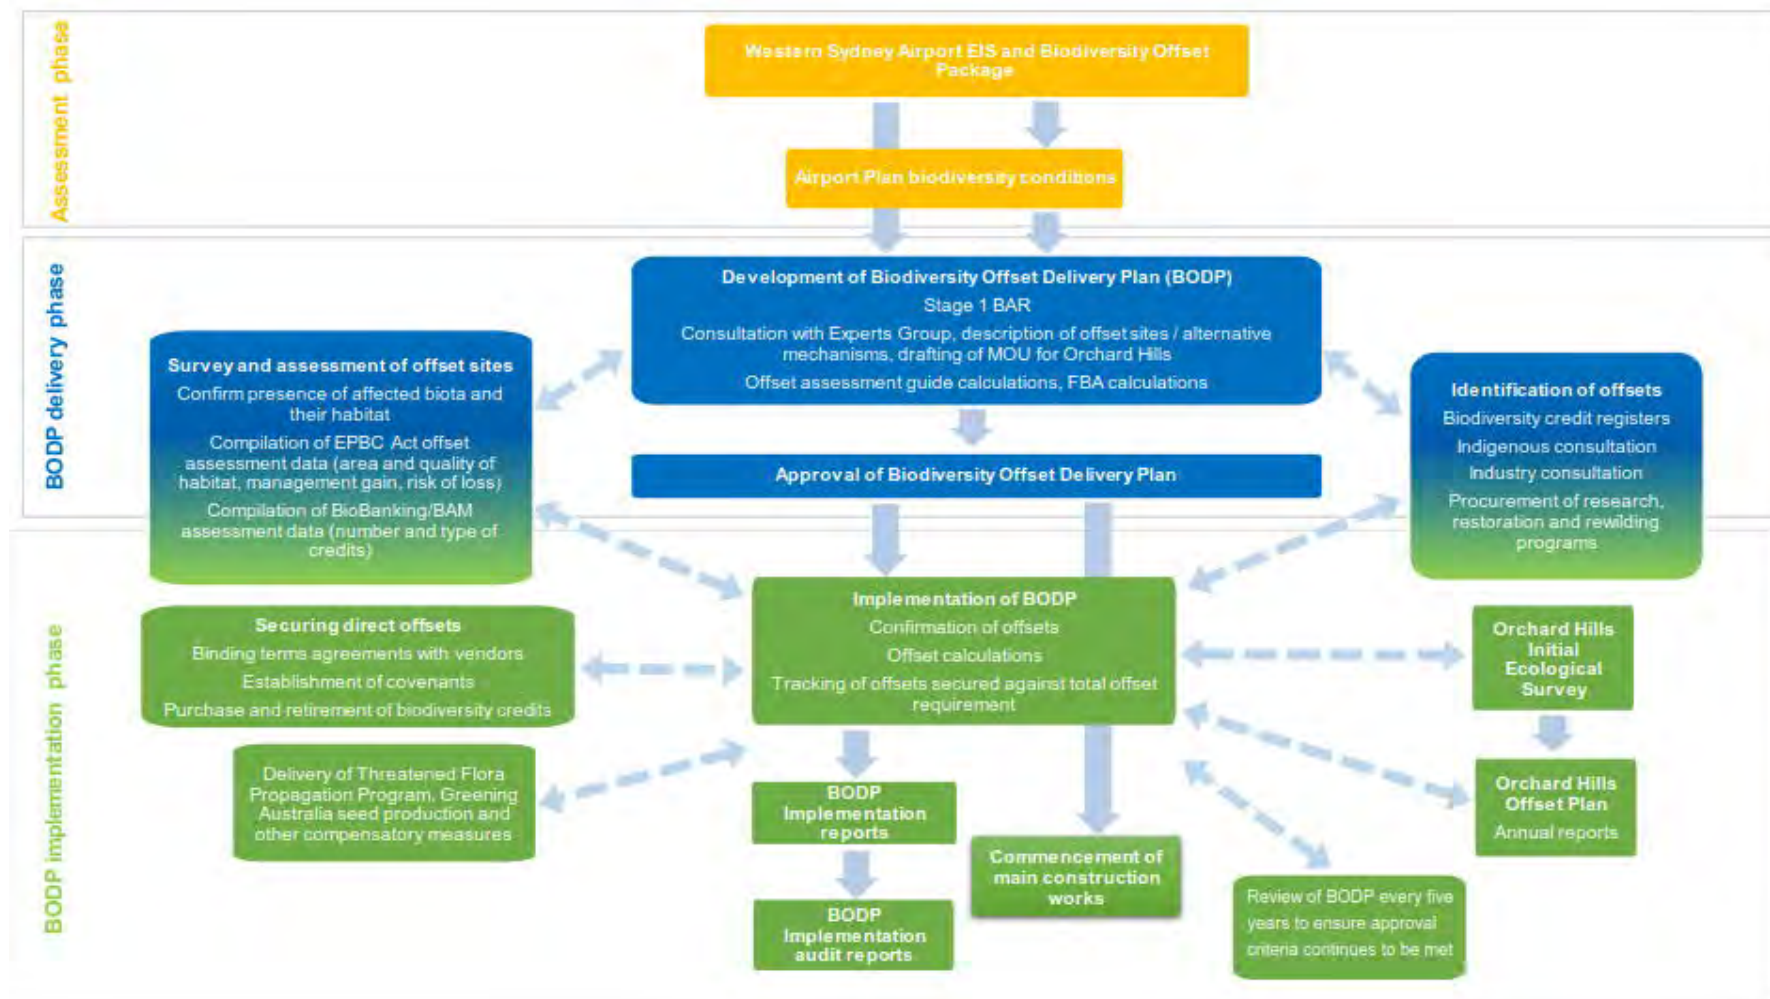 Assessment phase
Western Sydney Airport EIS and Biodiversity Offset
Package
Airport Plan biodiversity conditions
BODP delivery phase
Development of Biodiversity Offset Delivery Plan (BODP)
Stage 1 BAR
Consultation with Experts Group, description of offset sites / alternative
mechanisms, drafting of MOU for Orchard Hills
Offset assessment guide calculations, FBA calculations
Survey and assessment of offset sites
Confirm presence of affected biota and
their habitat
Compilation of EPBC Act offset
assessment data (area and quality of
habitat, management gain, risk of loss)
Compilation of BioBanking/BAM
assessment data (number and type of
credits)
Identification of offsets
Biodiversity credit registers
Indigenous consultation
Industry consultation
Procurement of research,
restoration and rewilding
programs
Approval of Biodiversity Offset Delivery Plan
BODP implementation phase
Implementation of BODP
Confirmation of offsets
Offset calculations
Tracking of offsets secured against total offset
requirement
Securing direct offsets
Binding terms agreements with vendors
Establishment of covenants
Purchase and retirement of biodiversity credits
Orchard Hills
Initial
Ecological
Survey
Delivery of Threatened Flora
Propagation Program, Greening
Australia seed production and
other compensatory measures
BODP
Implementation
reports
Orchard Hills
Offset Plan
Annual reports
Commencement of
main construction
works
BODP
Implementation
audit reports
Review of BODP every five
years to ensure approval
criteria continues to be met